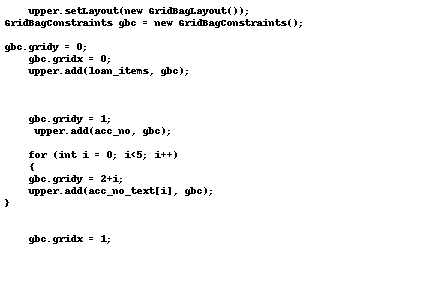 upper.setLayout(new GridBagLayout());
GridBagConstraints gbc = new GridBagConstraints();
gbc.gridy = 0;
gbc.gridx = 0;
upper.add(loan_items, gbc);
gbc.gridy = 1;
upper.add(acc_no, gbc);
for (int i = 0; i<5; i++)
{
gbc.gridy = 2+i;
upper.add(acc_no_text[i], gbc);
}
gbc.gridx = 1;